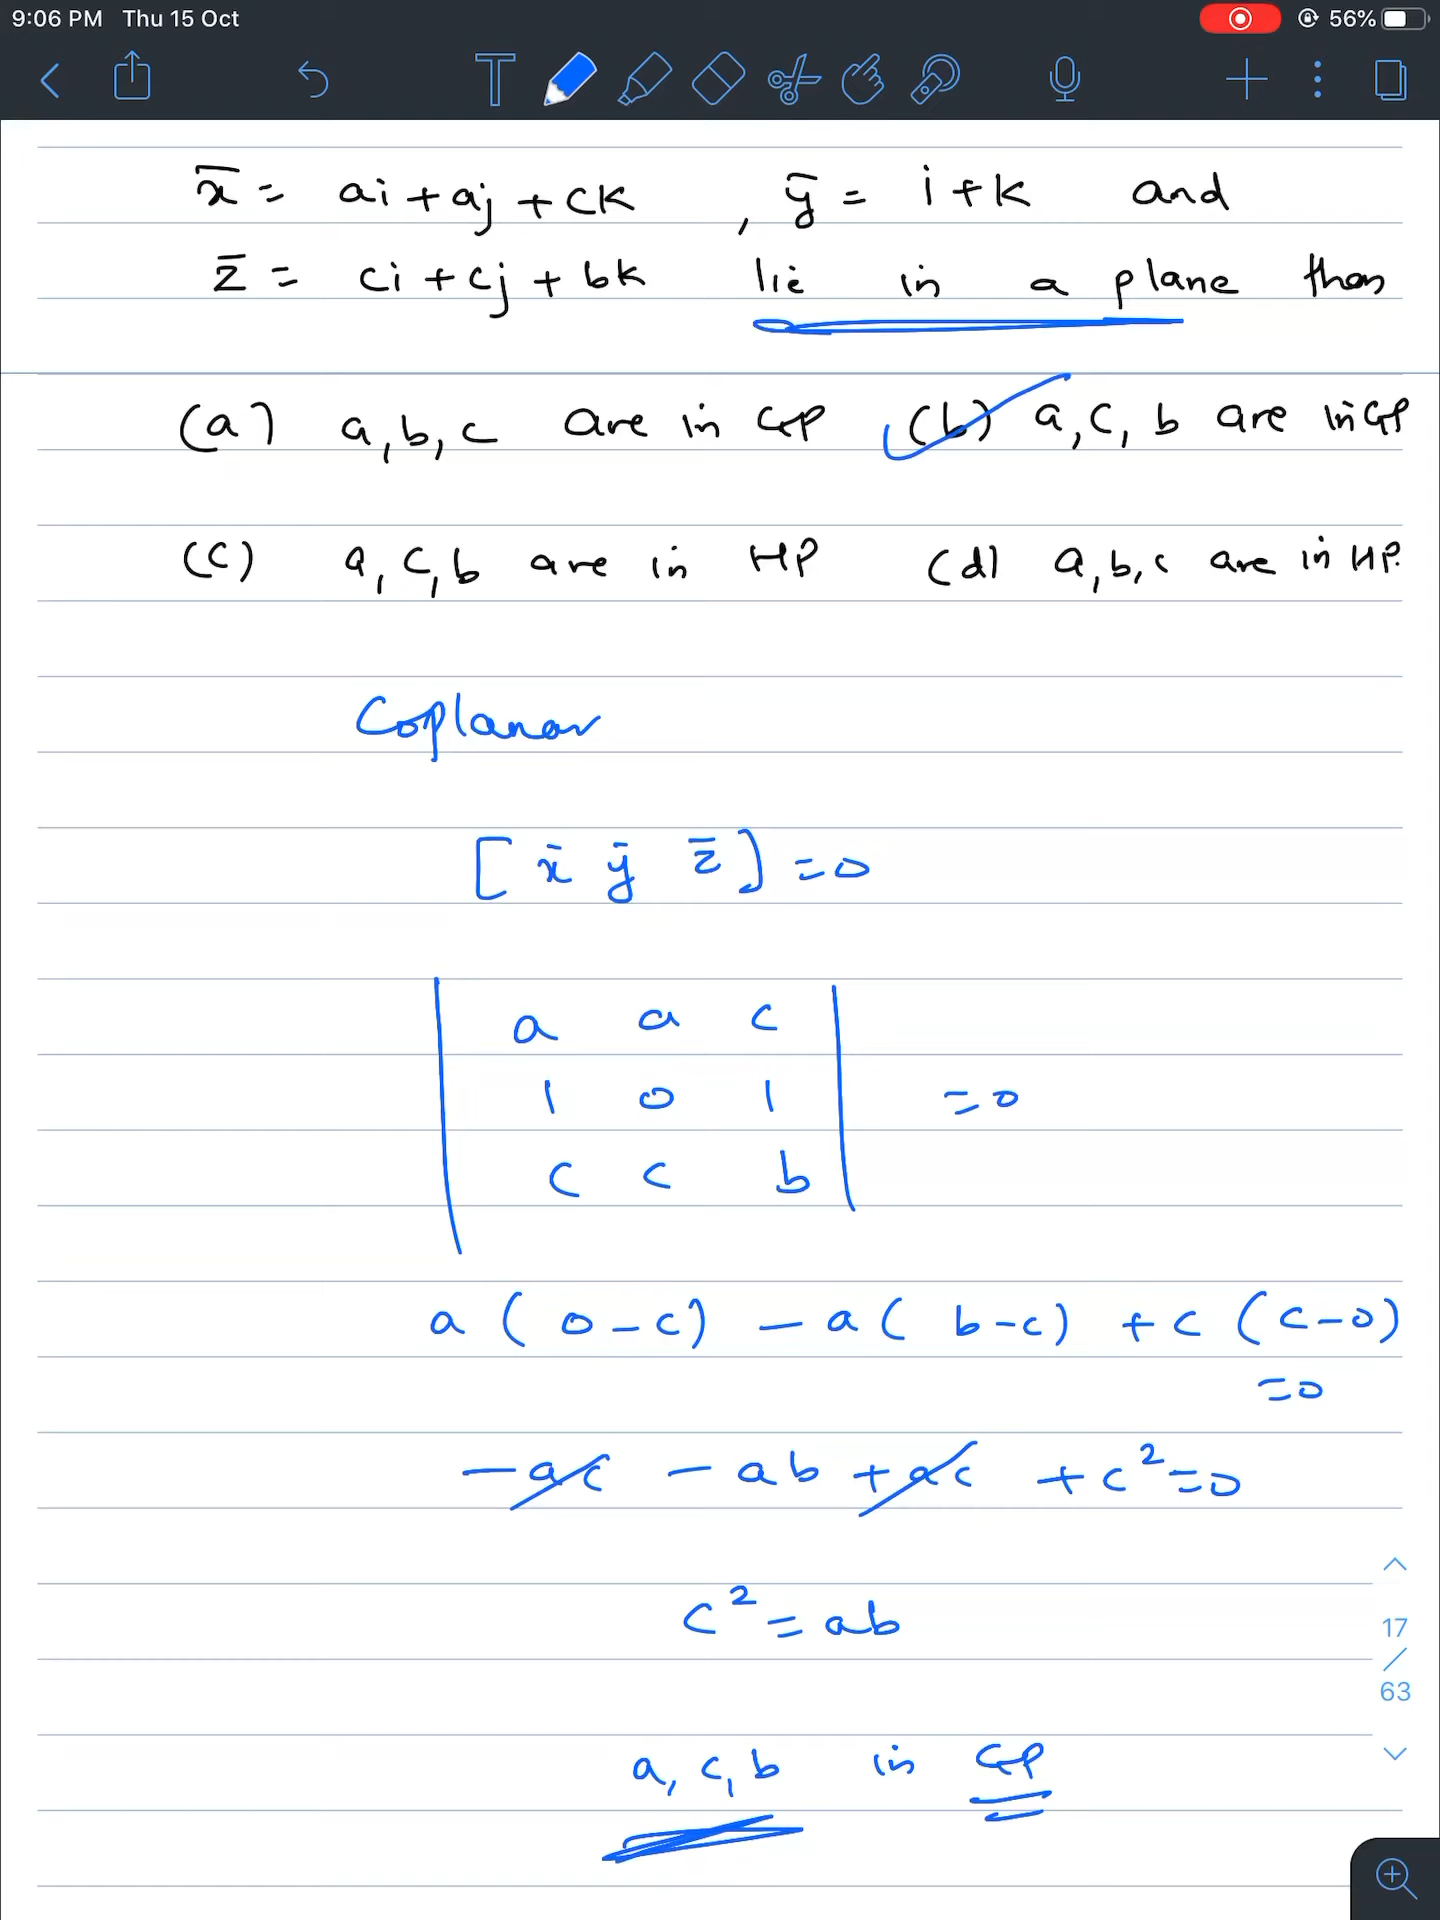 9:06 PM Thu 15 Oct 56%
x̄ = ai + aj + ck , ȳ = i + k and
z̄ = ci + cj + bk lie in a plane then
(a) a, b, c are in GP (b) a, c, b are in GP
(c) a, c, b are in HP (d) a, b, c are in HP.
Coplanar
[ x̄ ȳ z̄ ] = 0
a a c
1 0 1 = 0
c c b
a ( 0 - c ) - a ( b - c ) + c ( c - 0 )
= 0
- ac - ab + ac + c² = 0
c² = ab
17
/
63
a, c, b in GP